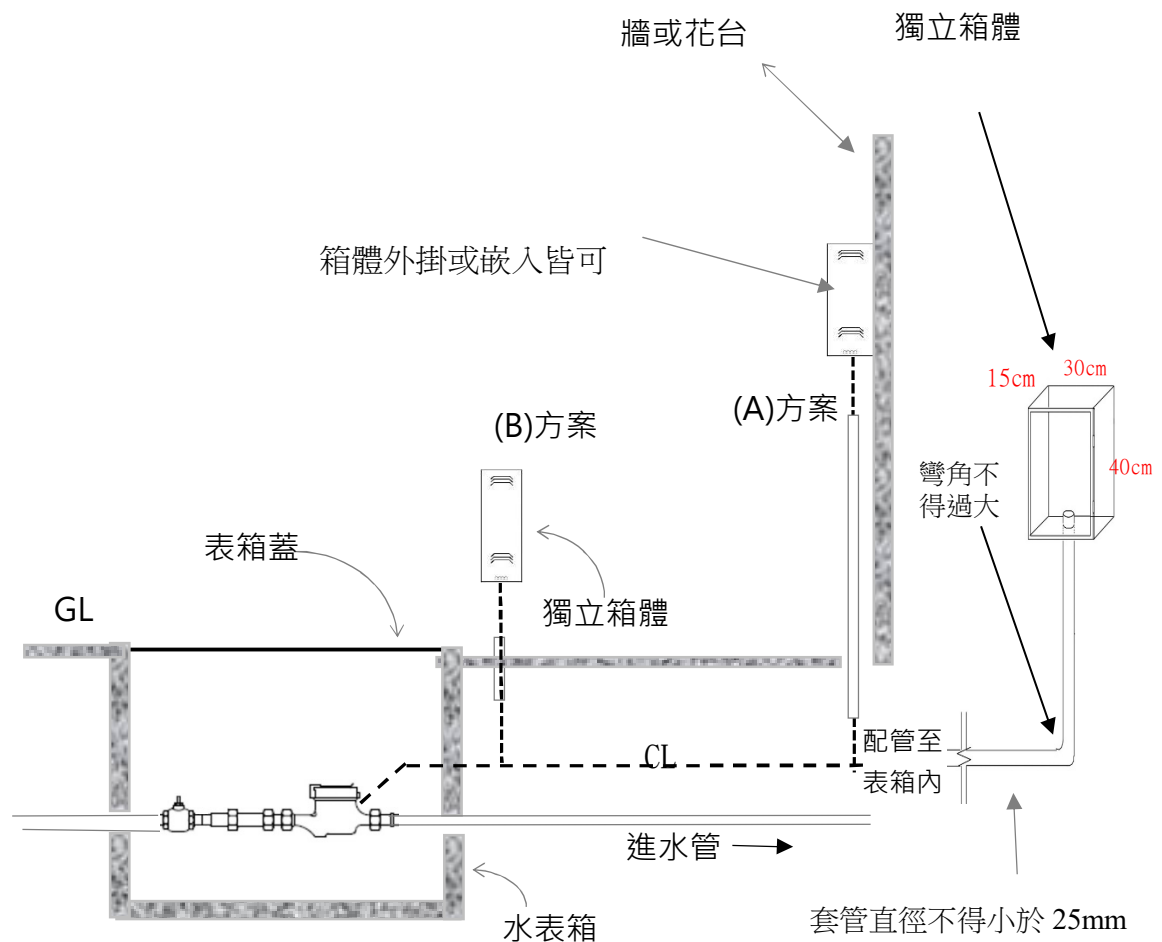 牆或花台
獨立箱體
箱體外掛或嵌入皆可
15cm
30cm
40cm
(A)方案
(B)方案
彎角不
得過大
表箱蓋
獨立箱體
GL
CL
配管至
表箱內
進水管
水表箱
套管直徑不得小於 25mm